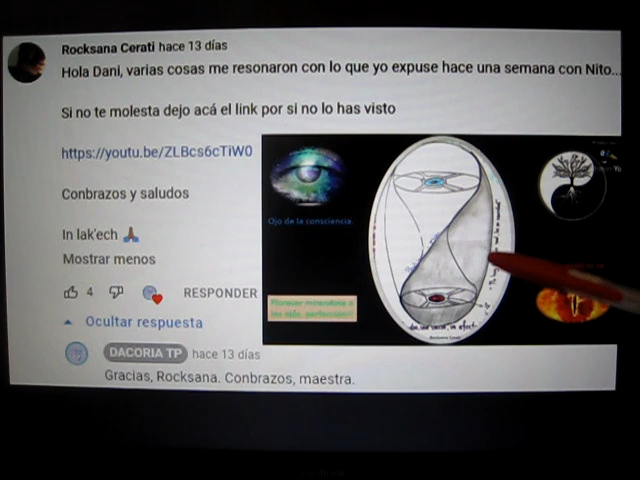 Rocksana Cerati hace 13 días
Hola Dani, varias cosas me resonaron con lo que yo expuse hace una semana con Nito...
Si no te molesta dejo acá el link por si no lo has visto
https://youtu.be/ZLBcs6cTiW0
Conbrazos y saludos
In lak'ech
Mostrar menos
4
RESPONDER
Ocultar respuesta
DACORIA TP hace 13 días
Gracias, Rocksana. Conbrazos, maestra.
Ojo de la consciencia.